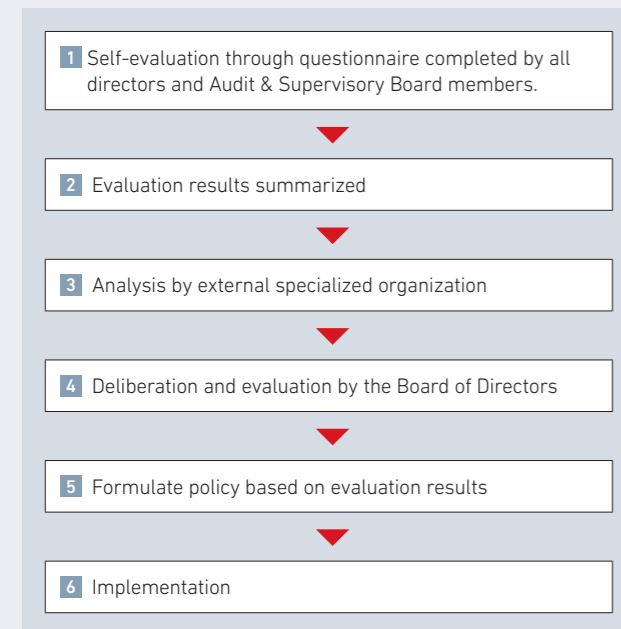 1 Self-evaluation through questionnaire completed by all
directors and Audit & Supervisory Board members.
2 Evaluation results summarized
3 Analysis by external specialized organization
4 Deliberation and evaluation by the Board of Directors
5 Formulate policy based on evaluation results
6 Implementation